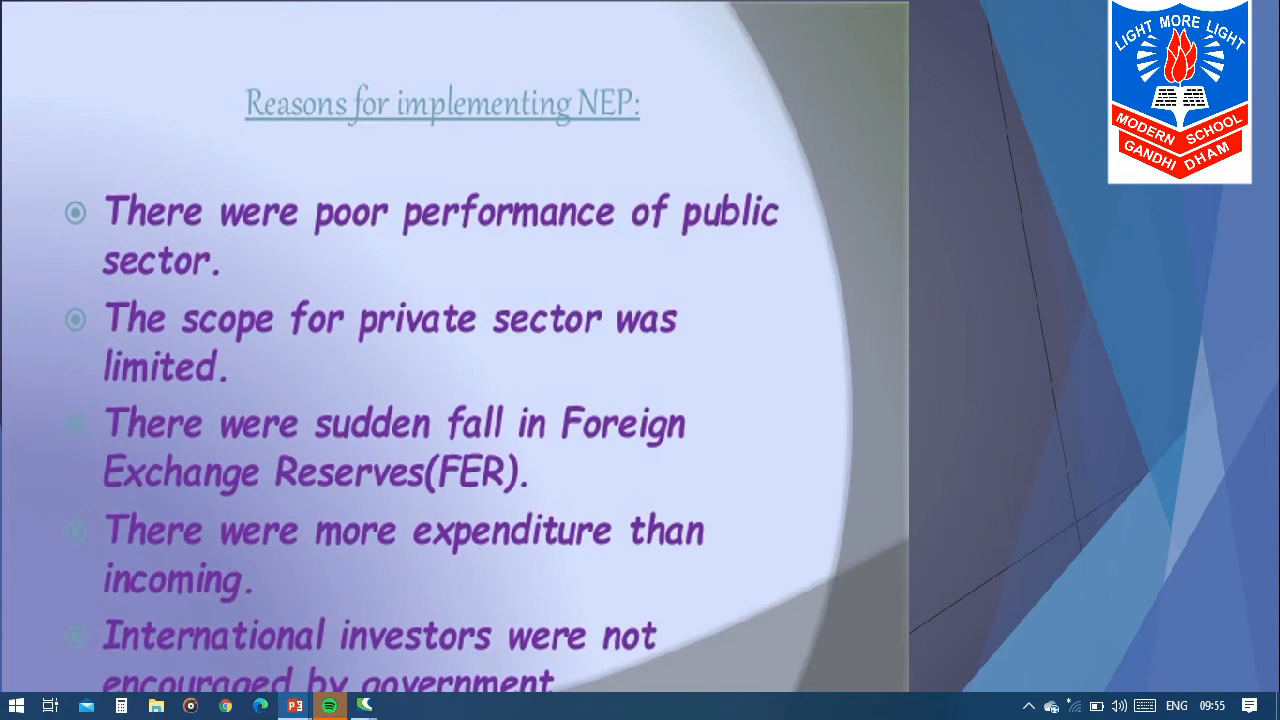 LIGHT MORE LIGHT
MODERN SCHOOL
GANDHI DHAM
Reasons for implementing NEP:
There were poor performance of public
sector.
The scope for private sector was
limited.
There were sudden fall in Foreign
Exchange Reserves(FER).
There were more expenditure than
incoming.
International investors were not
encouraged by government
ENG
09:55